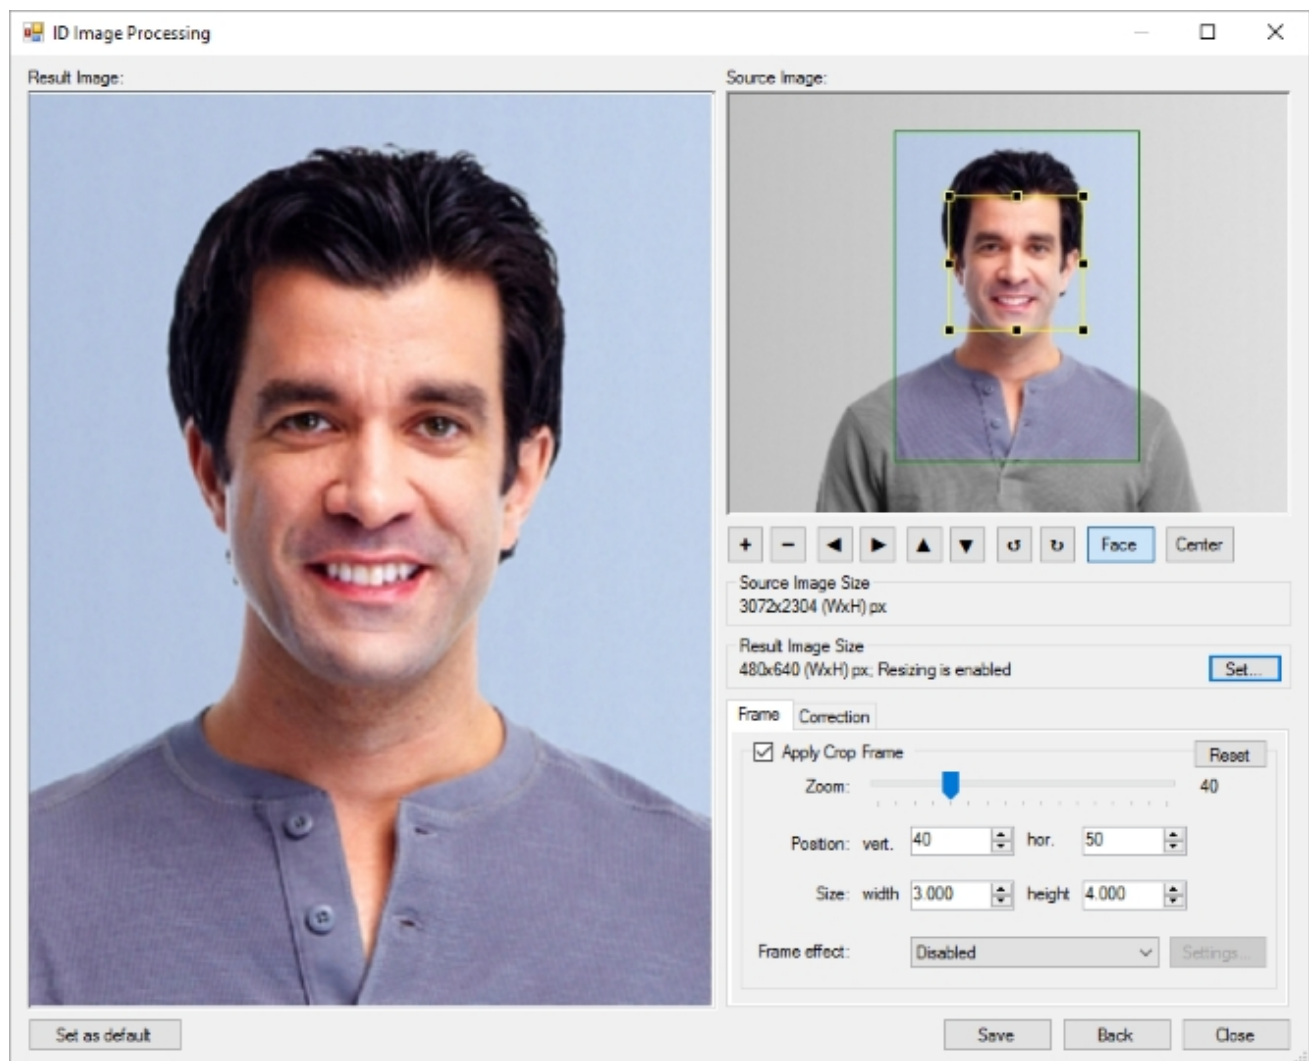 ID Image Processing
Result Image:
Source Image:
+ − ◀ ▶ ▲ ▼ ↺ ↻ Face Center
Source Image Size
3072x2304 (WxH) px
Result Image Size
480x640 (WxH) px; Resizing is enabled Set...
Frame Correction
Apply Crop Frame Reset
Zoom: 40
Position: vert. 40 hor. 50
Size: width 3.000 height 4.000
Frame effect: Disabled Settings...
Set as default Save Back Close